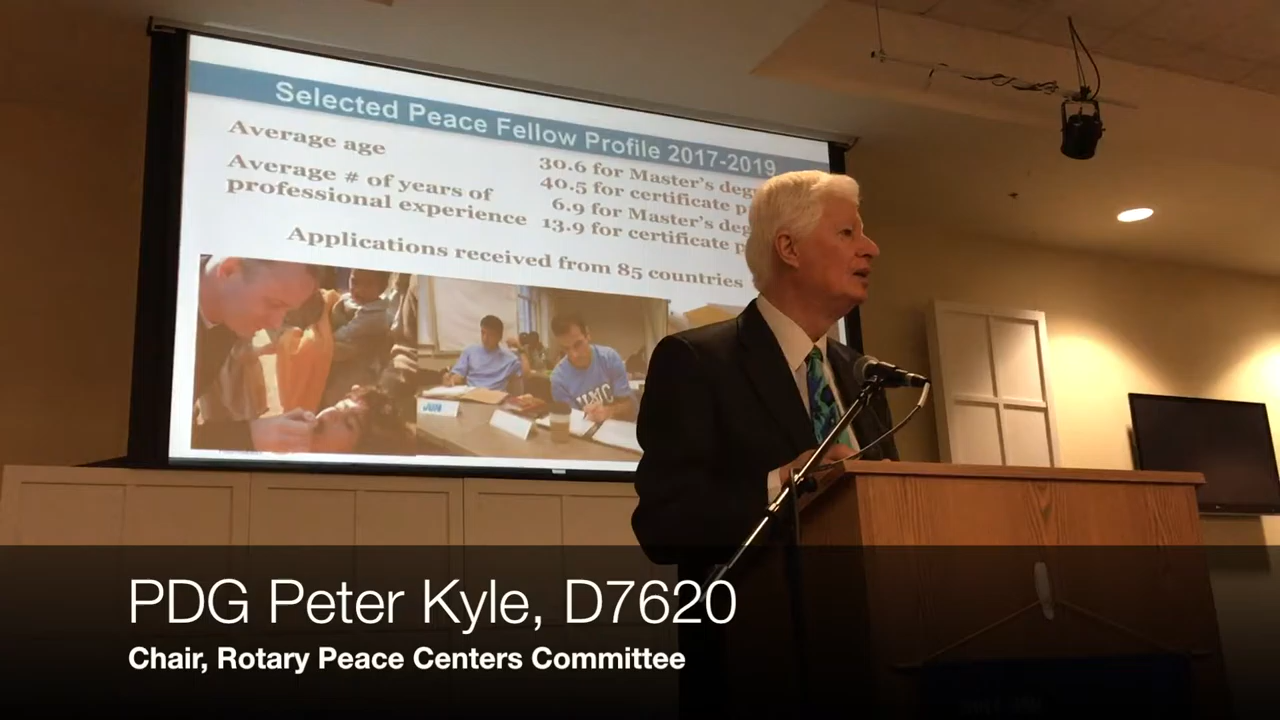 Selected Peace Fellow Profile 2017-2019
Average age
30.6 for Master's
40.5 for certificate
Average # of years of
professional experience
6.9 for Master's
13.9 for certificate
Applications received from 85 countries
PDG Peter Kyle, D7620
Chair, Rotary Peace Centers Committee